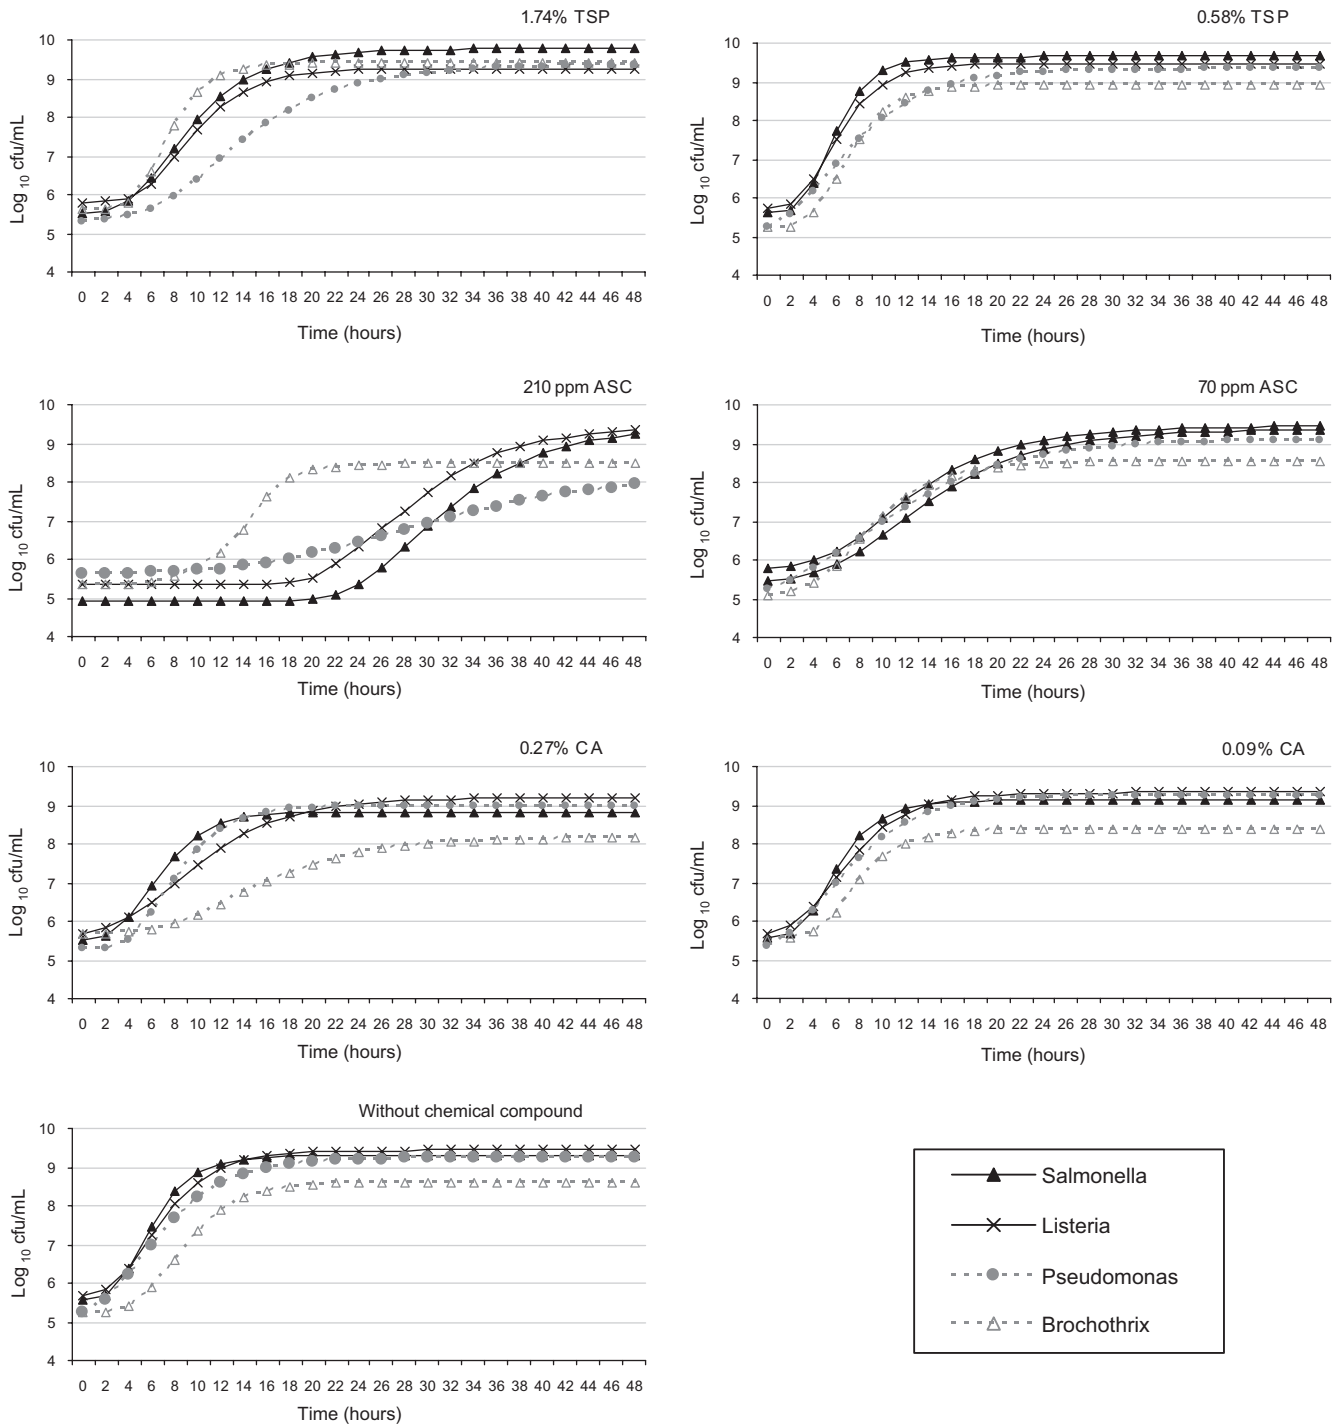 1.74% TSP
10
9
8
7
6
5
4
Log 10 cfu/mL
0 2 4 6 8 10 12 14 16 18 20 22 24 26 28 30 32 34 36 38 40 42 44 46 48
Time (hours)
0.58% TSP
10
9
8
7
6
5
4
Log 10 cfu/mL
0 2 4 6 8 10 12 14 16 18 20 22 24 26 28 30 32 34 36 38 40 42 44 46 48
Time (hours)
210 ppm ASC
10
9
8
7
6
5
4
Log 10 cfu/mL
0 2 4 6 8 10 12 14 16 18 20 22 24 26 28 30 32 34 36 38 40 42 44 46 48
Time (hours)
70 ppm ASC
10
9
8
7
6
5
4
Log 10 cfu/mL
0 2 4 6 8 10 12 14 16 18 20 22 24 26 28 30 32 34 36 38 40 42 44 46 48
Time (hours)
0.27% CA
10
9
8
7
6
5
4
Log 10 cfu/mL
0 2 4 6 8 10 12 14 16 18 20 22 24 26 28 30 32 34 36 38 40 42 44 46 48
Time (hours)
0.09% CA
10
9
8
7
6
5
4
Log 10 cfu/mL
0 2 4 6 8 10 12 14 16 18 20 22 24 26 28 30 32 34 36 38 40 42 44 46 48
Time (hours)
Without chemical compound
10
9
8
7
6
5
4
Log 10 cfu/mL
0 2 4 6 8 10 12 14 16 18 20 22 24 26 28 30 32 34 36 38 40 42 44 46 48
Time (hours)
Salmonella
Listeria
Pseudomonas
Brochothrix